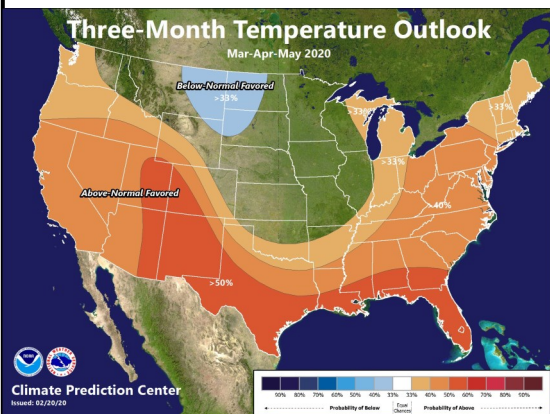 Three-Month Temperature Outlook
Mar-Apr-May 2020
Below-Normal Favored
>33%
>33%
>33%
>33%
Above-Normal Favored
>40%
>50%
Climate Prediction Center
Issued: 02/20/20
90% 80% 70% 60% 50% 40% 33% 33% 40% 50% 60% 70% 80% 90%
Probability of Below Equal Chances Probability of Above